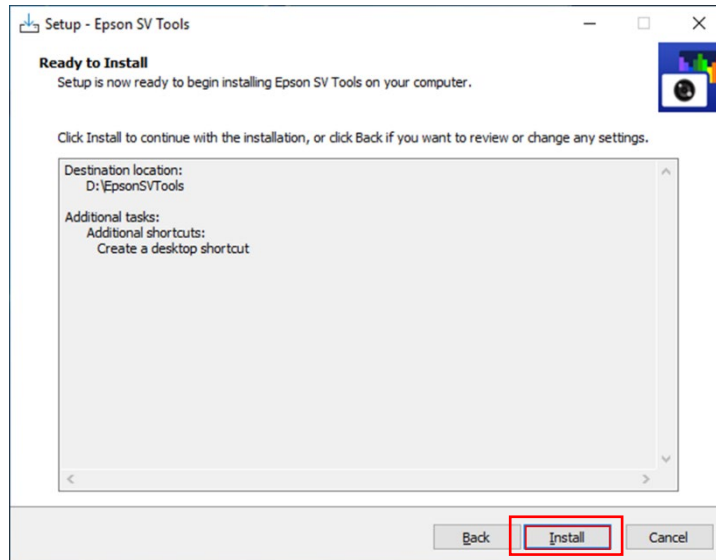 Setup - Epson SV Tools
Ready to Install
Setup is now ready to begin installing Epson SV Tools on your computer.
Click Install to continue with the installation, or click Back if you want to review or change any settings.
Destination location:
D:\EpsonSVTools
Additional tasks:
Additional shortcuts:
Create a desktop shortcut
Back
Install
Cancel